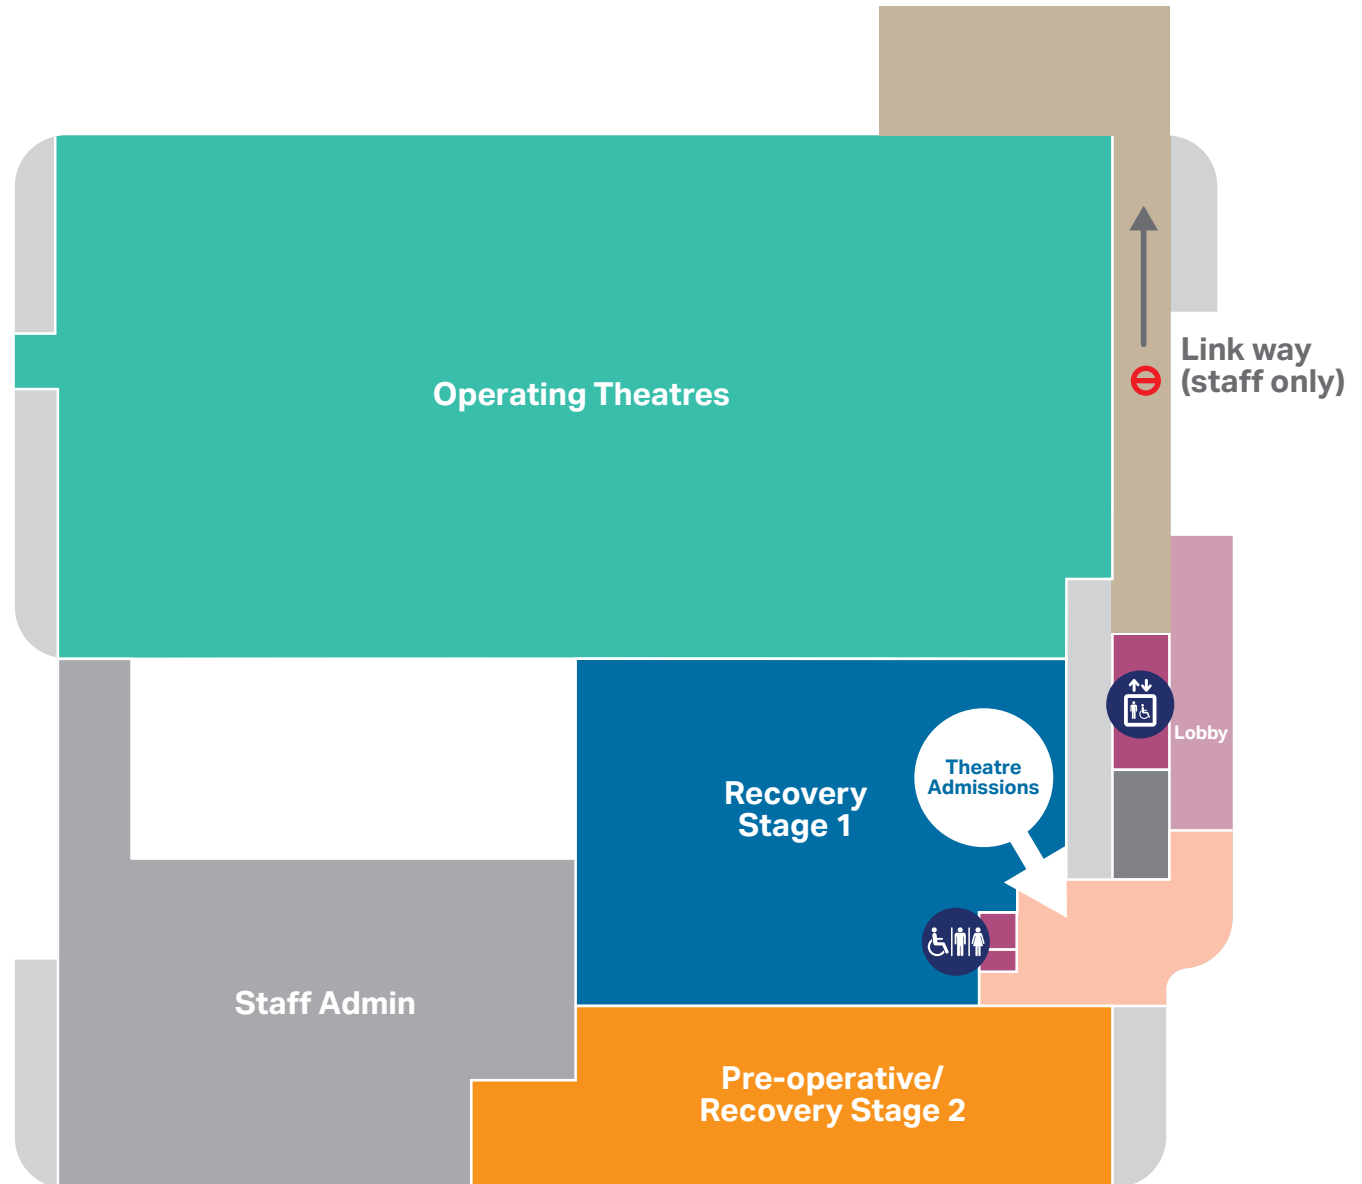 Link way
(staff only)
Operating Theatres
Lobby
Theatre
Admissions
Recovery
Stage 1
Staff Admin
Pre-operative/
Recovery Stage 2